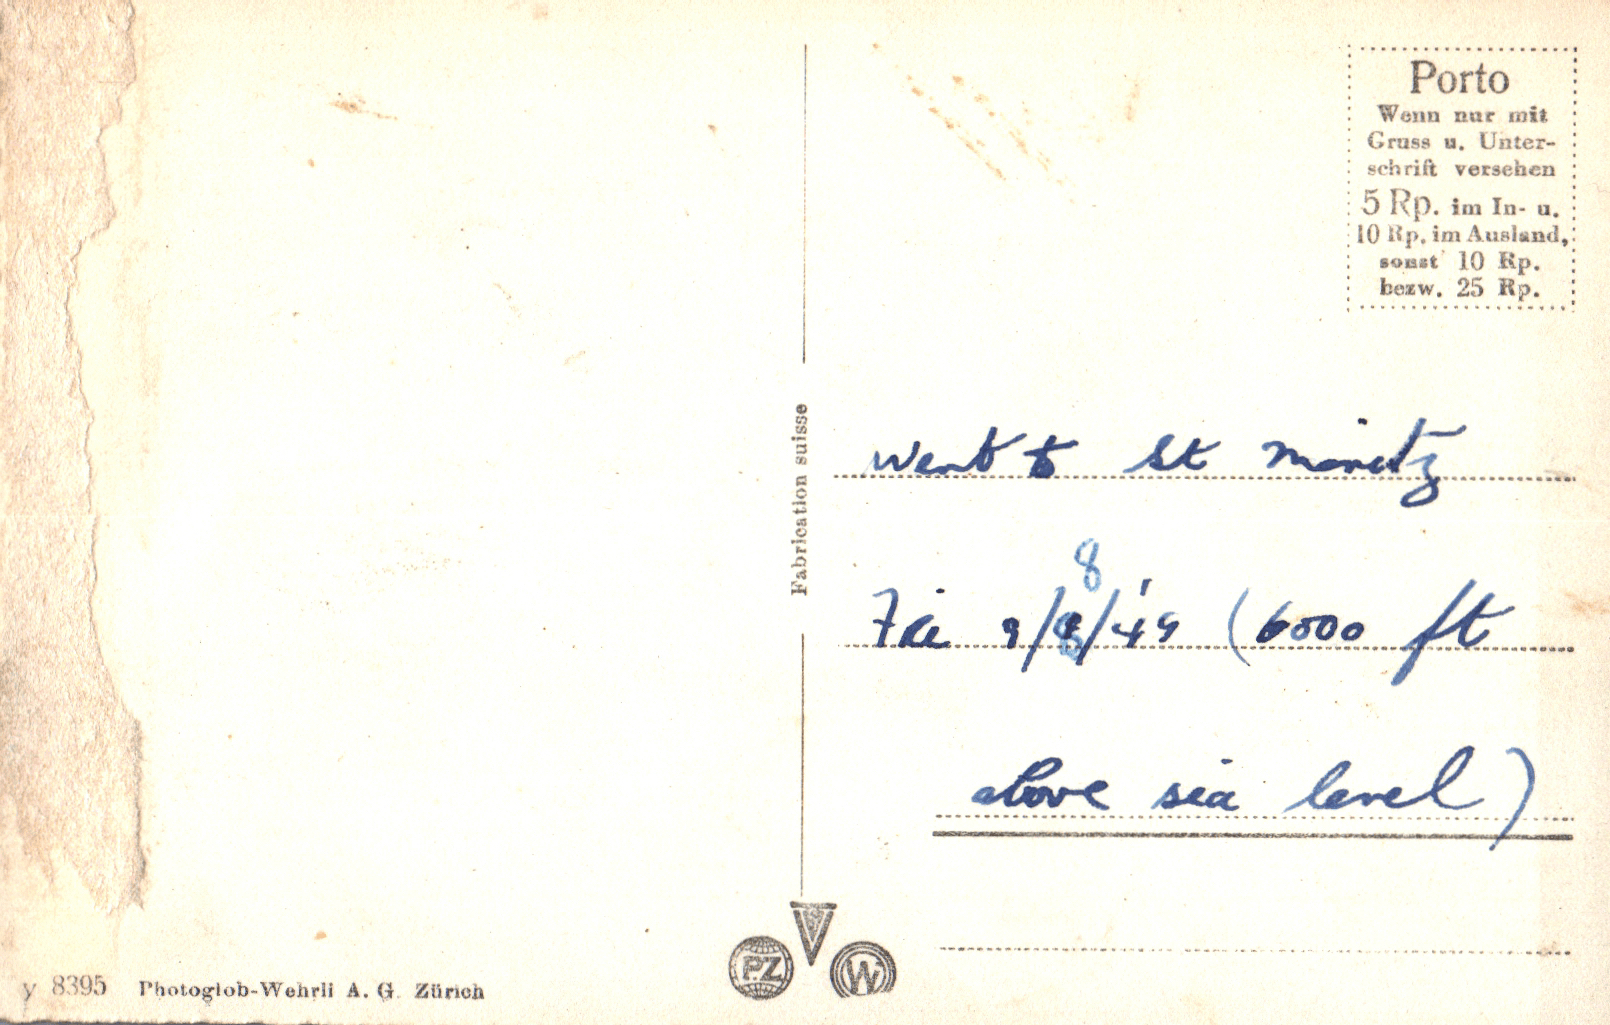 Porto
Wenn nur mit
Gruss u. Unter-
schrift versehen
5 Rp. im In- u.
10 Rp. im Ausland,
sonst 10 Rp.
bezw. 25 Rp.
Fabrication suisse
Went to St Moritz
8
Fri 9/8/'49 (6000 ft
above sea level)
PZ W
y 8395 Photoglob-Wehrli A. G. Zürich